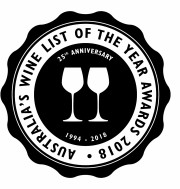 AUSTRALIA'S WINE LIST OF THE YEAR AWARDS 2018 •
25TH ANNIVERSARY
1994 - 2018